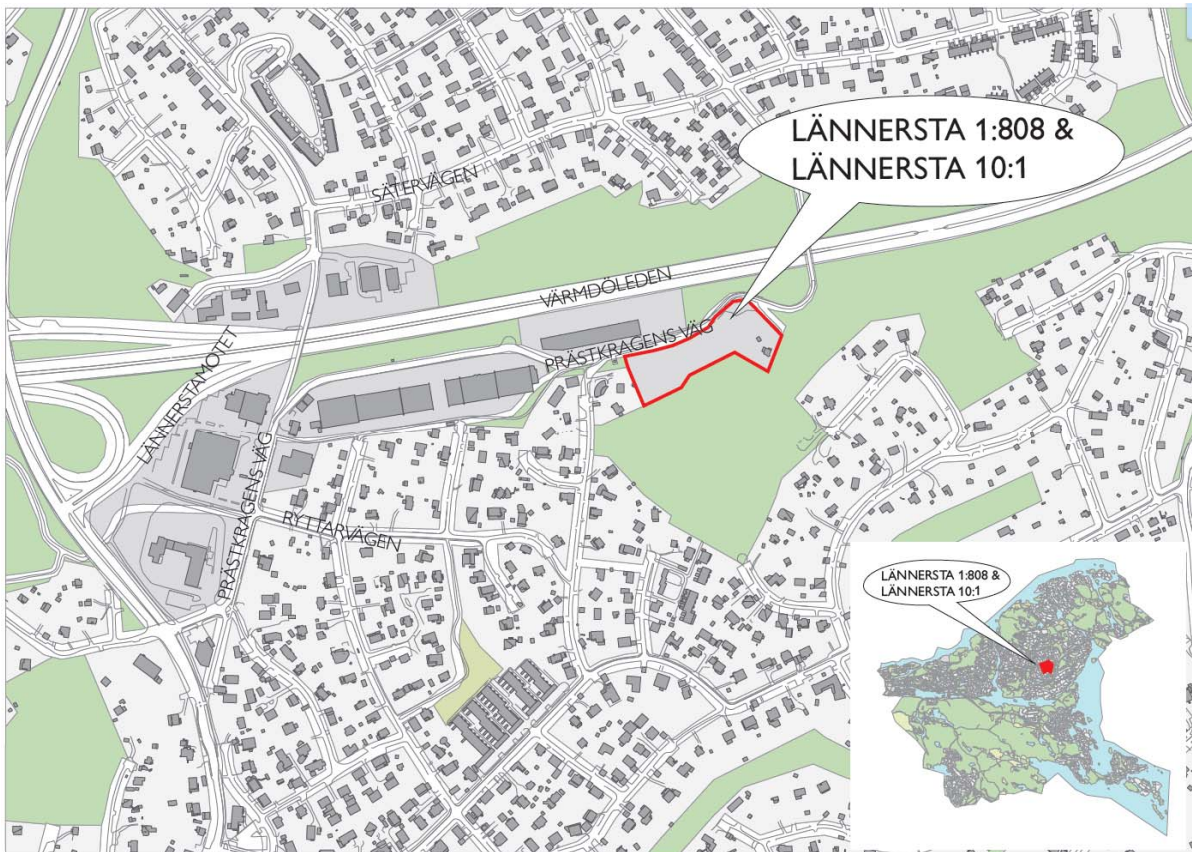 LÄNNERSTA 1:808 &
LÄNNERSTA 10:1
SÄTERVÄGEN
VÄRMDÖLEDEN
PRÄSTKRAGENS VÄG
LÄNNERSTAMOTET
PRÄSTKRAGENS VÄG
RYTTARVÄGEN
LÄNNERSTA 1:808 &
LÄNNERSTA 10:1